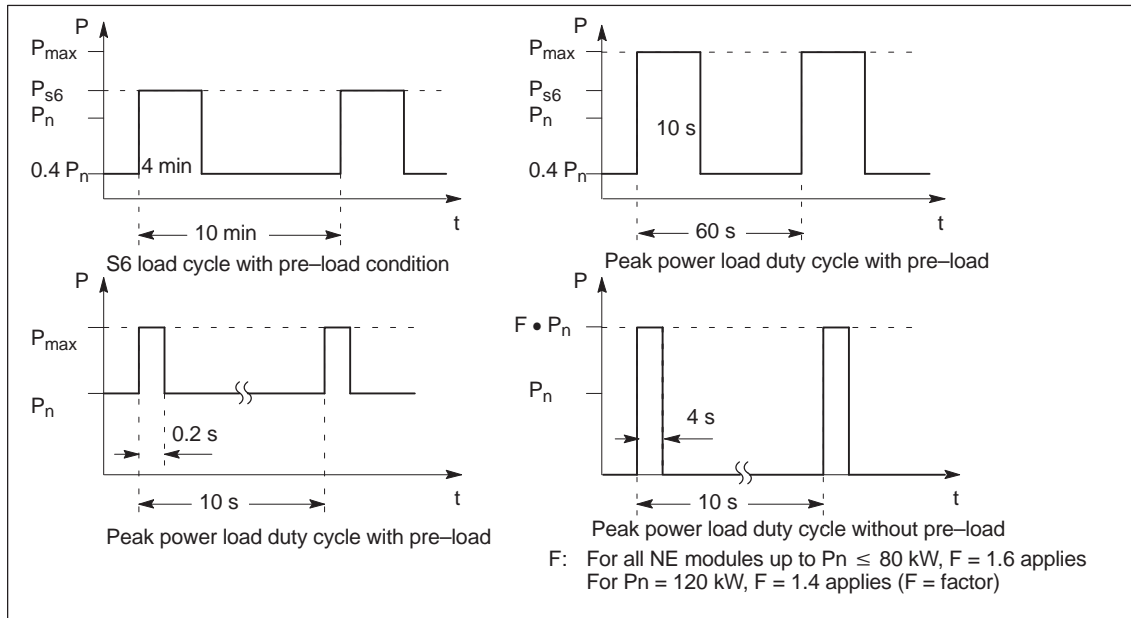 P
Pmax
Ps6
Pn
0.4 Pn
4 min
t
10 min
S6 load cycle with pre–load condition
P
Pmax
Ps6
Pn
0.4 Pn
10 s
t
60 s
Peak power load duty cycle with pre–load
P
Pmax
Pn
0.2 s
t
10 s
Peak power load duty cycle with pre–load
P
F • Pn
Pn
4 s
t
10 s
Peak power load duty cycle without pre–load
F: For all NE modules up to Pn ≤ 80 kW, F = 1.6 applies
For Pn = 120 kW, F = 1.4 applies (F = factor)